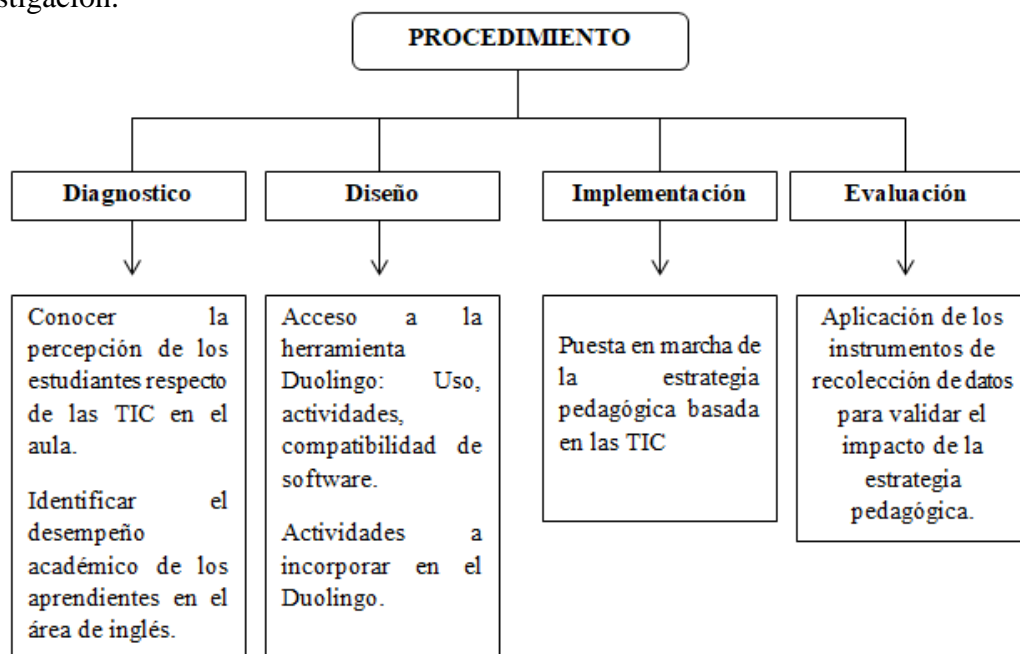 PROCEDIMIENTO
Diagnostico
Conocer la
percepción de los
estudiantes respecto
de las TIC en el
aula.
Identificar el
desempeño
académico de los
aprendientes en el
área de inglés.
Diseño
Acceso a la
herramienta
Duolingo: Uso,
actividades,
compatibilidad de
software.
Actividades a
incorporar en el
Duolingo.
Implementación
Puesta en marcha de
la estrategia
pedagógica basada
en las TIC
Evaluación
Aplicación de los
instrumentos de
recolección de datos
para validar el
impacto de la
estrategia
pedagógica.